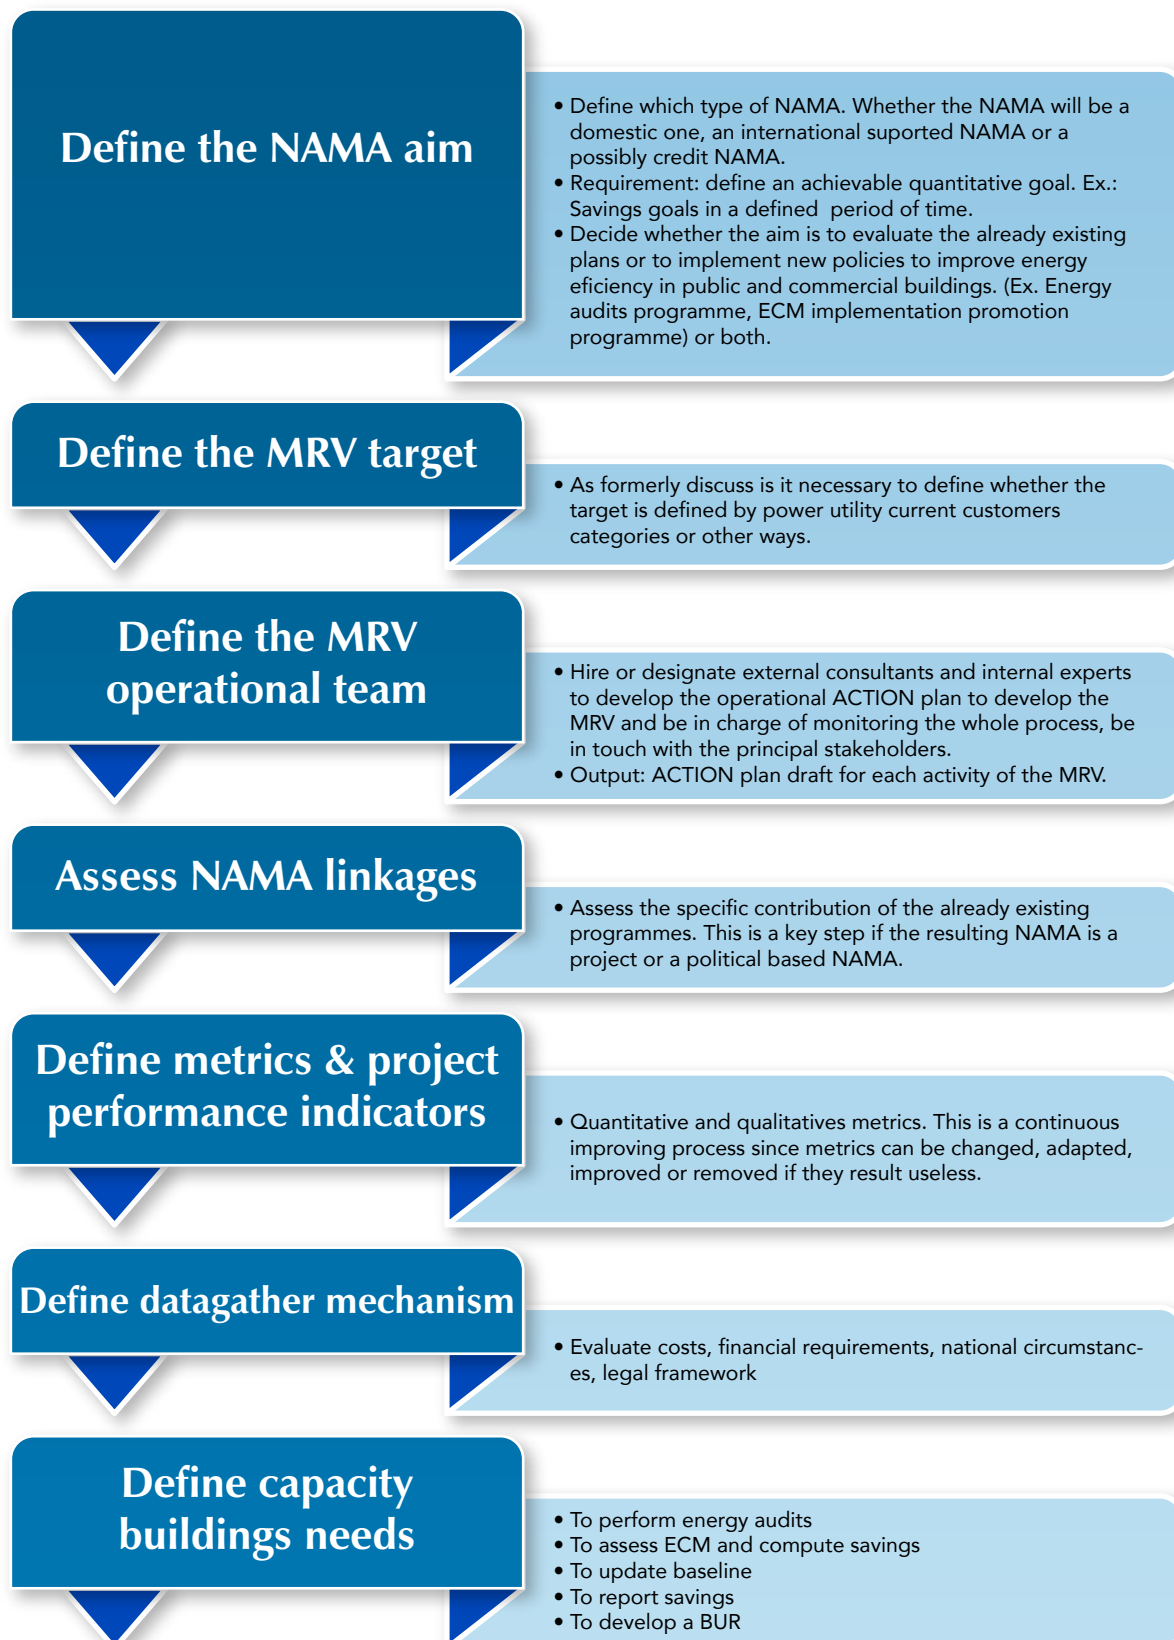 Define the NAMA aim
• Define which type of NAMA. Whether the NAMA will be a
domestic one, an international suported NAMA or a
possibly credit NAMA.
• Requirement: define an achievable quantitative goal. Ex.:
Savings goals in a defined period of time.
• Decide whether the aim is to evaluate the already existing
plans or to implement new policies to improve energy
eficiency in public and commercial buildings. (Ex. Energy
audits programme, ECM implementation promotion
programme) or both.
Define the MRV target
• As formerly discuss is it necessary to define whether the
target is defined by power utility current customers
categories or other ways.
Define the MRV
operational team
• Hire or designate external consultants and internal experts
to develop the operational ACTION plan to develop the
MRV and be in charge of monitoring the whole process, be
in touch with the principal stakeholders.
• Output: ACTION plan draft for each activity of the MRV.
Assess NAMA linkages
• Assess the specific contribution of the already existing
programmes. This is a key step if the resulting NAMA is a
project or a political based NAMA.
Define metrics & project
performance indicators
• Quantitative and qualitatives metrics. This is a continuous
improving process since metrics can be changed, adapted,
improved or removed if they result useless.
Define datagather mechanism
• Evaluate costs, financial requirements, national circumstanc-
es, legal framework
Define capacity
buildings needs
• To perform energy audits
• To assess ECM and compute savings
• To update baseline
• To report savings
• To develop a BUR